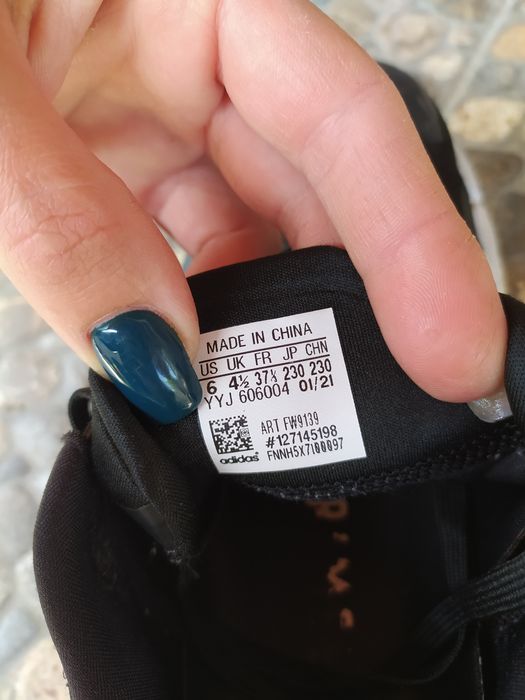 MADE IN CHINA
US UK FR JP CHN
6 4½ 37⅓ 230 230
YYJ 606004 01/21
ART FW9139
#127145198
FNNH5X7100097
adidas